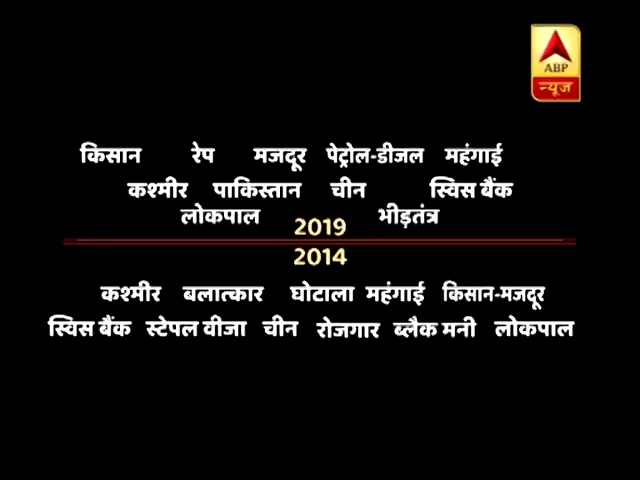 ABP
न्यूज़
किसान रेप मजदूर पेट्रोल-डीजल महंगाई
कश्मीर पाकिस्तान चीन स्विस बैंक
लोकपाल भीड़तंत्र
2019
2014
कश्मीर बलात्कार घोटाला महंगाई किसान-मजदूर
स्विस बैंक स्टेपल वीजा चीन रोजगार ब्लैक मनी लोकपाल